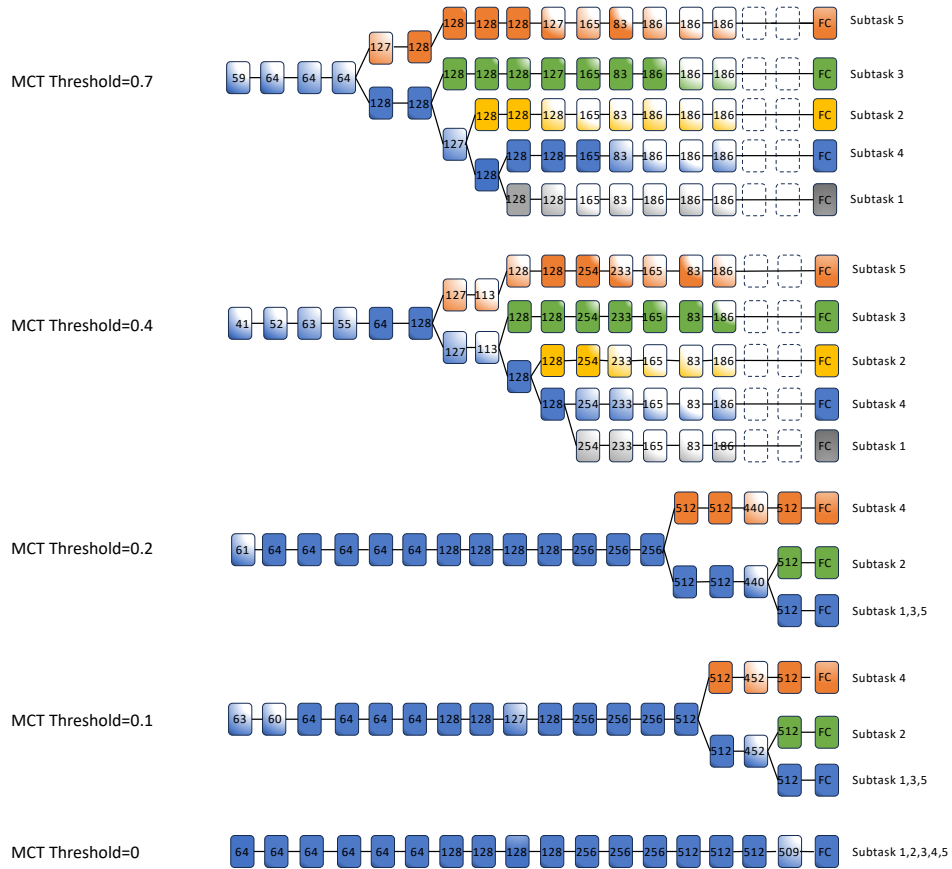 128 128 128 127 165 83 186 186 186 FC Subtask 5
127 128
MCT Threshold=0.7 59 64 64 64
128 128 128 127 165 83 186 186 186 FC Subtask 3
128 128
128 128 128 165 83 186 186 186 FC Subtask 2
127
128 128 165 83 186 186 186 FC Subtask 4
128
128 128 165 83 186 186 186 FC Subtask 1
128 128 254 233 165 83 186 FC Subtask 5
127 113
MCT Threshold=0.4 41 52 63 55 64 128
128 128 254 233 165 83 186 FC Subtask 3
127 113
128 254 233 165 83 186 FC Subtask 2
128
128 254 233 165 83 186 FC Subtask 4
254 233 165 83 186 FC Subtask 1
512 512 440 512 FC Subtask 4
MCT Threshold=0.2 61 64 64 64 64 64 128 128 128 128 256 256 256
512 FC Subtask 2
512 512 440
512 FC Subtask 1,3,5
512 452 512 FC Subtask 4
MCT Threshold=0.1 63 60 64 64 64 64 128 128 127 128 256 256 256 512
512 FC Subtask 2
512 452
512 FC Subtask 1,3,5
MCT Threshold=0 64 64 64 64 64 64 128 128 128 128 256 256 256 512 512 512 509 FC Subtask 1,2,3,4,5